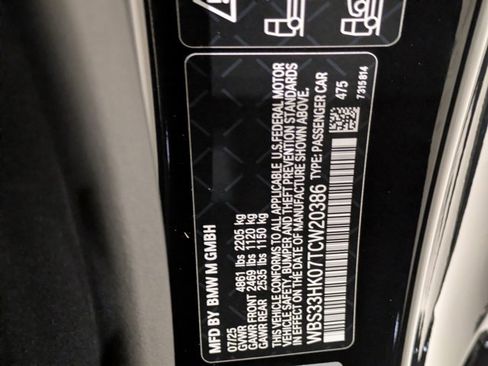 MFD BY BMW M GMBH
07/25
GVWR 4861 lbs 2205 kg
GAWR FRONT 2469 lbs 1120 kg
GAWR REAR 2535 lbs 1150 kg
THIS VEHICLE CONFORMS TO ALL APPLICABLE U.S. FEDERAL MOTOR
VEHICLE SAFETY, BUMPER, AND THEFT PREVENTION STANDARDS
IN EFFECT ON THE DATE OF MANUFACTURE SHOWN ABOVE.
WBS33HK07TCW20386 TYPE: PASSENGER CAR
475
7315814